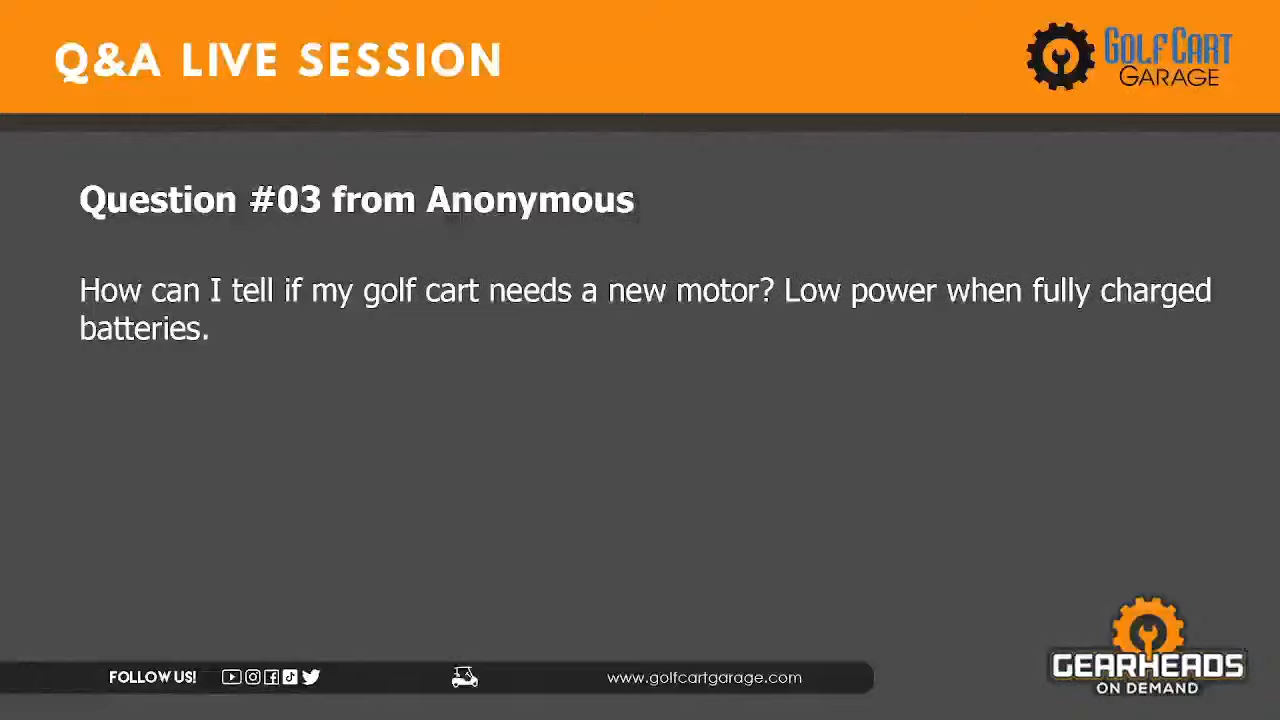 Q&A LIVE SESSION
GOLF CART
GARAGE
Question #03 from Anonymous
How can I tell if my golf cart needs a new motor? Low power when fully charged
batteries.
FOLLOW US!
www.golfcartgarage.com
GEARHEADS
ON DEMAND